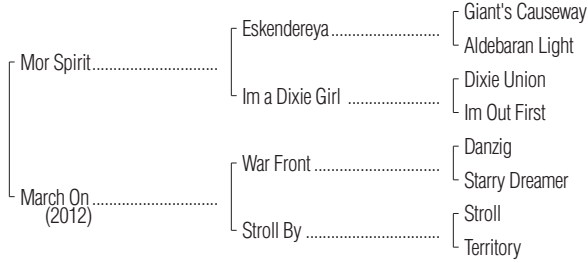 Giant's Causeway
Eskendereya
Aldebaran Light
Mor Spirit
Dixie Union
Im a Dixie Girl
Im Out First
Danzig
War Front
Starry Dreamer
March On
(2012)
Stroll
Stroll By
Territory